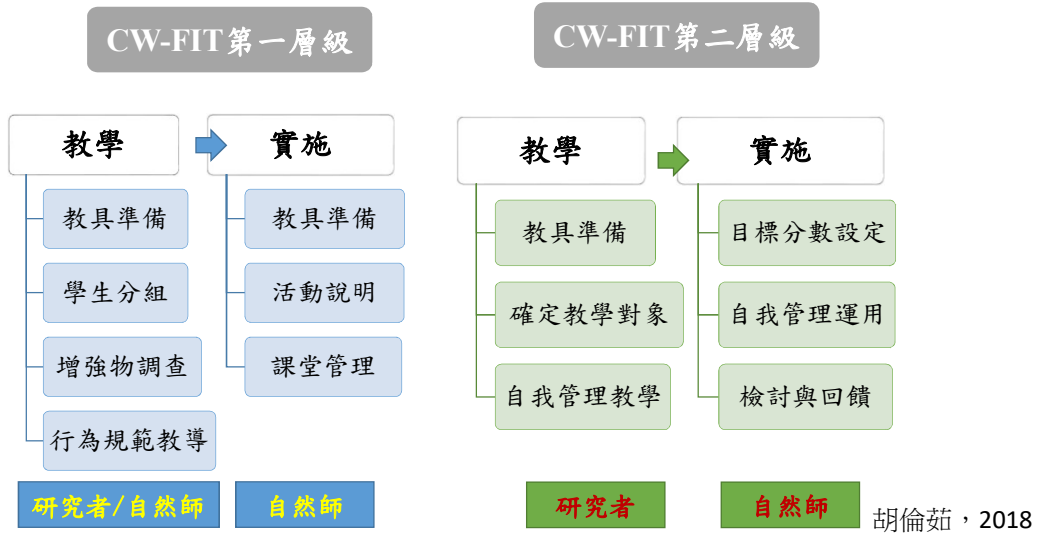 CW-FIT第一層級
教學
實施
教具準備
學生分組
增強物調查
行為規範教導
教具準備
活動說明
課堂管理
研究者/自然師
自然師
CW-FIT第二層級
教學
實施
教具準備
確定教學對象
自我管理教學
目標分數設定
自我管理運用
檢討與回饋
研究者
自然師
胡倫茹，2018